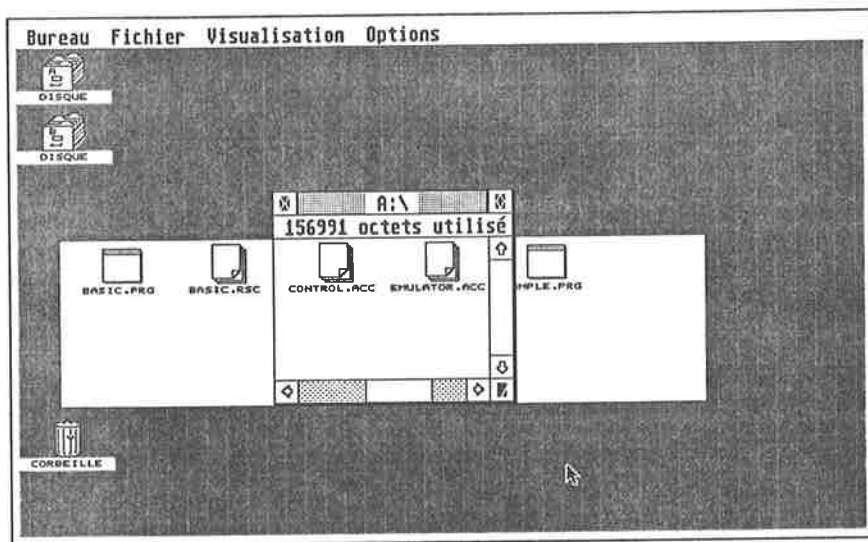 Bureau Fichier Visualisation Options
DISQUE
DISQUE
A:\
156991 octets utilisé
BASIC.PRG BASIC.RSC CONTROL.ACC EMULATOR.ACC MPLE.PRG
CORBEILLE